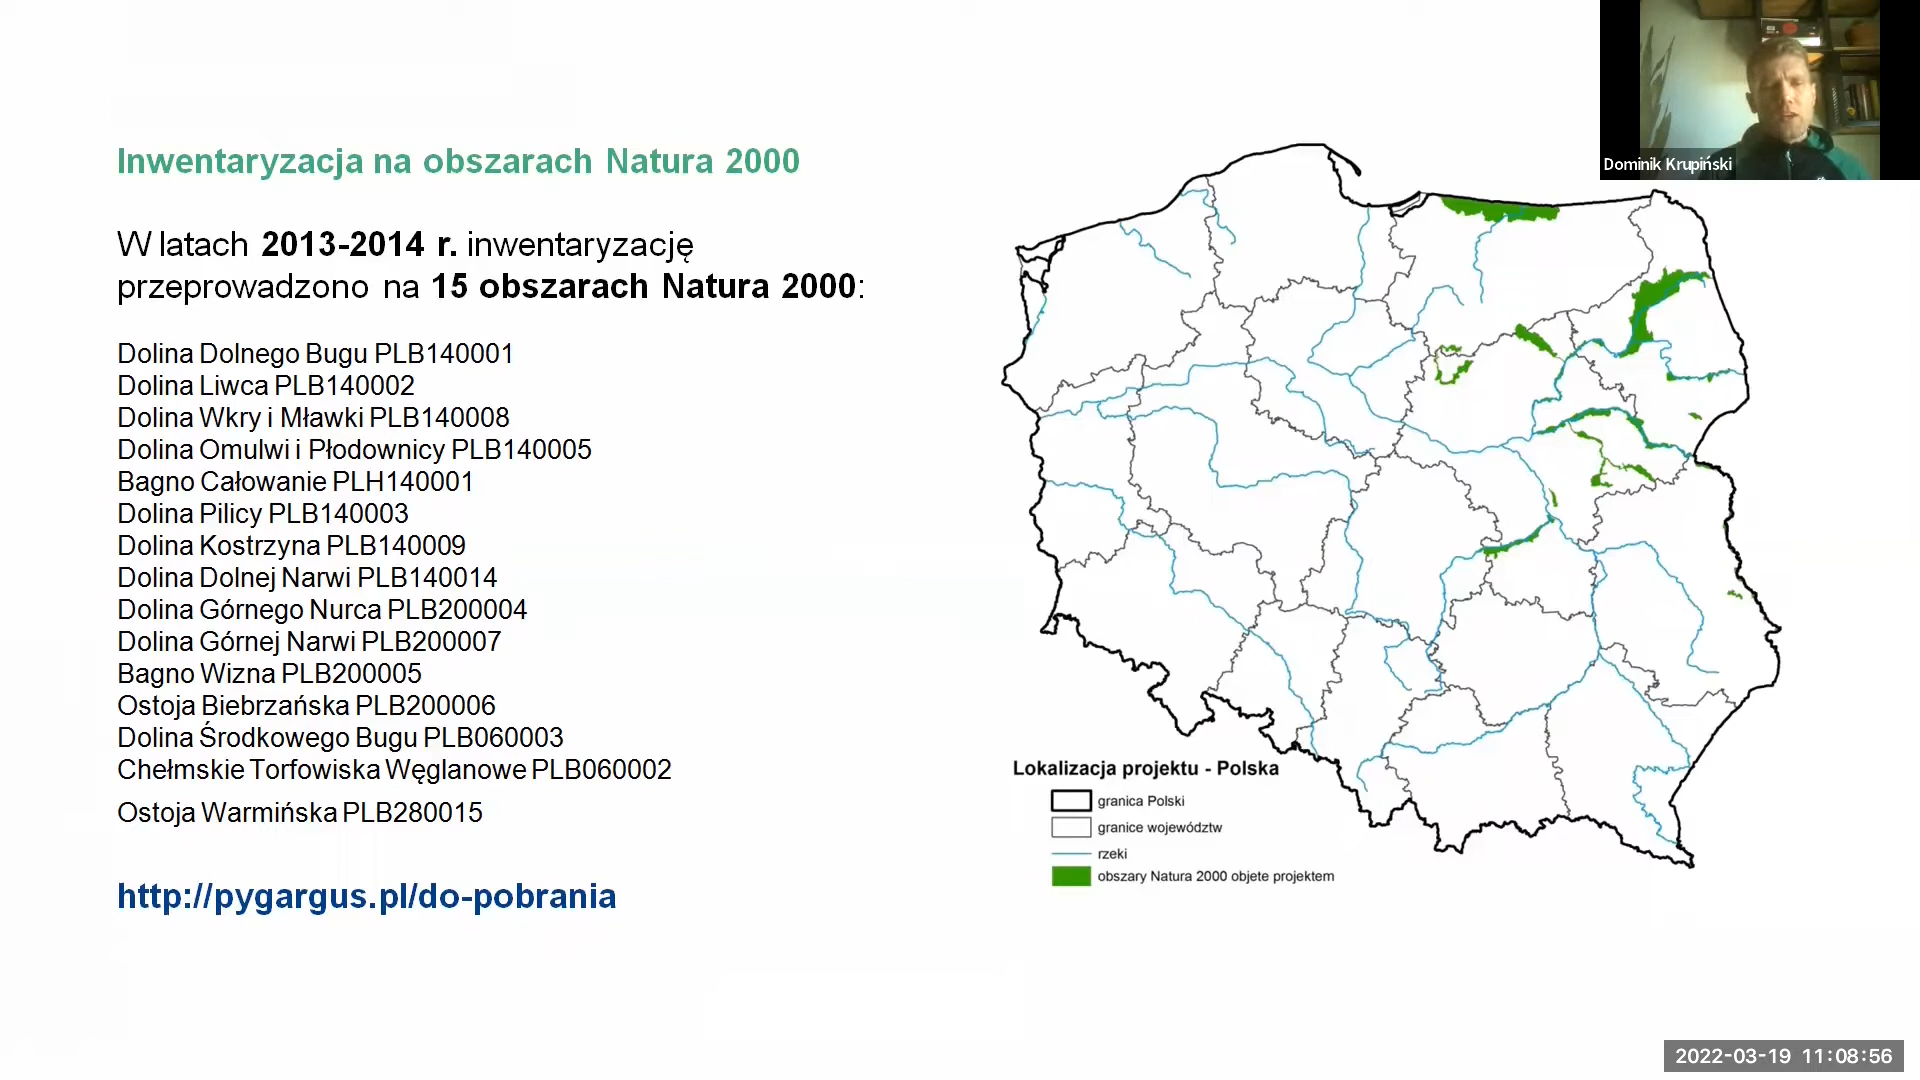 Inwentaryzacja na obszarach Natura 2000
W latach 2013-2014 r. inwentaryzację
przeprowadzono na 15 obszarach Natura 2000:
Dolina Dolnego Bugu PLB140001
Dolina Liwca PLB140002
Dolina Wkry i Mławki PLB140008
Dolina Omulwi i Płodownicy PLB140005
Bagno Całowanie PLH140001
Dolina Pilicy PLB140003
Dolina Kostrzyna PLB140009
Dolina Dolnej Narwi PLB140014
Dolina Górnego Nurca PLB200004
Dolina Górnej Narwi PLB200007
Bagno Wizna PLB200005
Ostoja Biebrzańska PLB200006
Dolina Środkowego Bugu PLB060003
Chełmskie Torfowiska Węglanowe PLB060002
Ostoja Warmińska PLB280015
http://pygargus.pl/do-pobrania
Dominik Krupiński
Lokalizacja projektu - Polska
granica Polski
granice województw
rzeki
obszary Natura 2000 objete projektem
2022-03-19 11:08:56